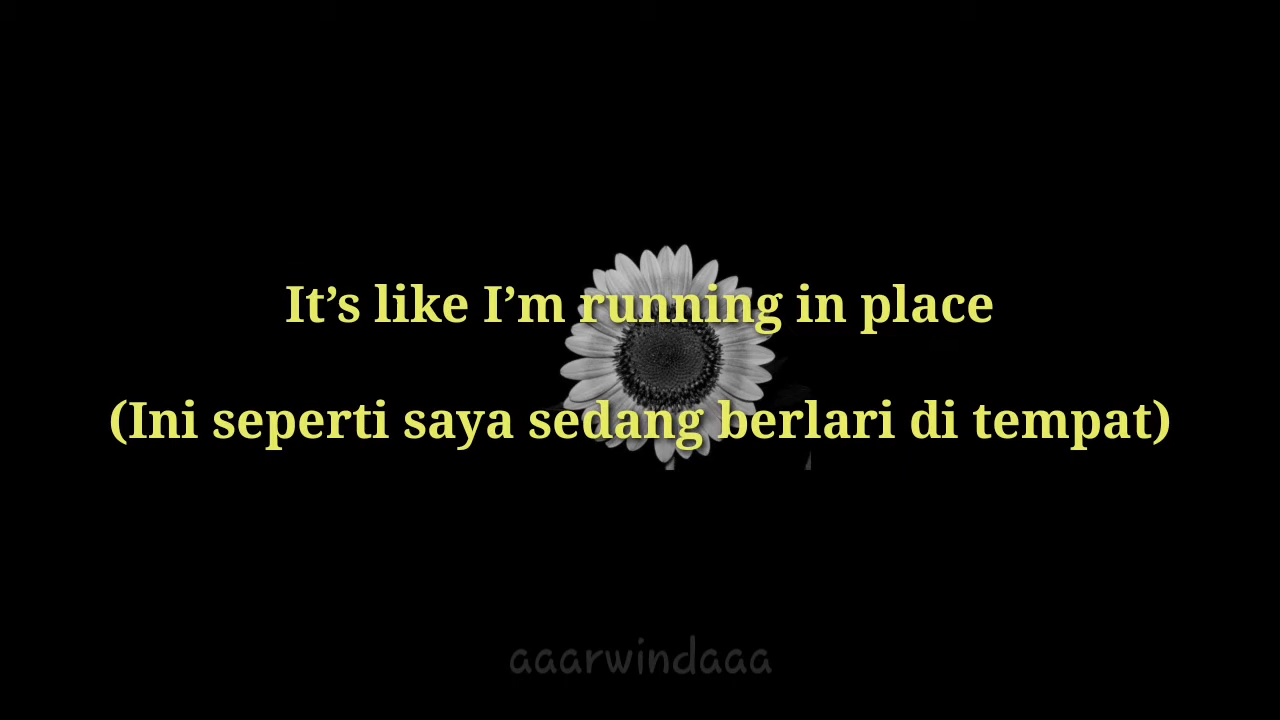 It’s like I’m running in place
(Ini seperti saya sedang berlari di tempat)
aaarwindaaa